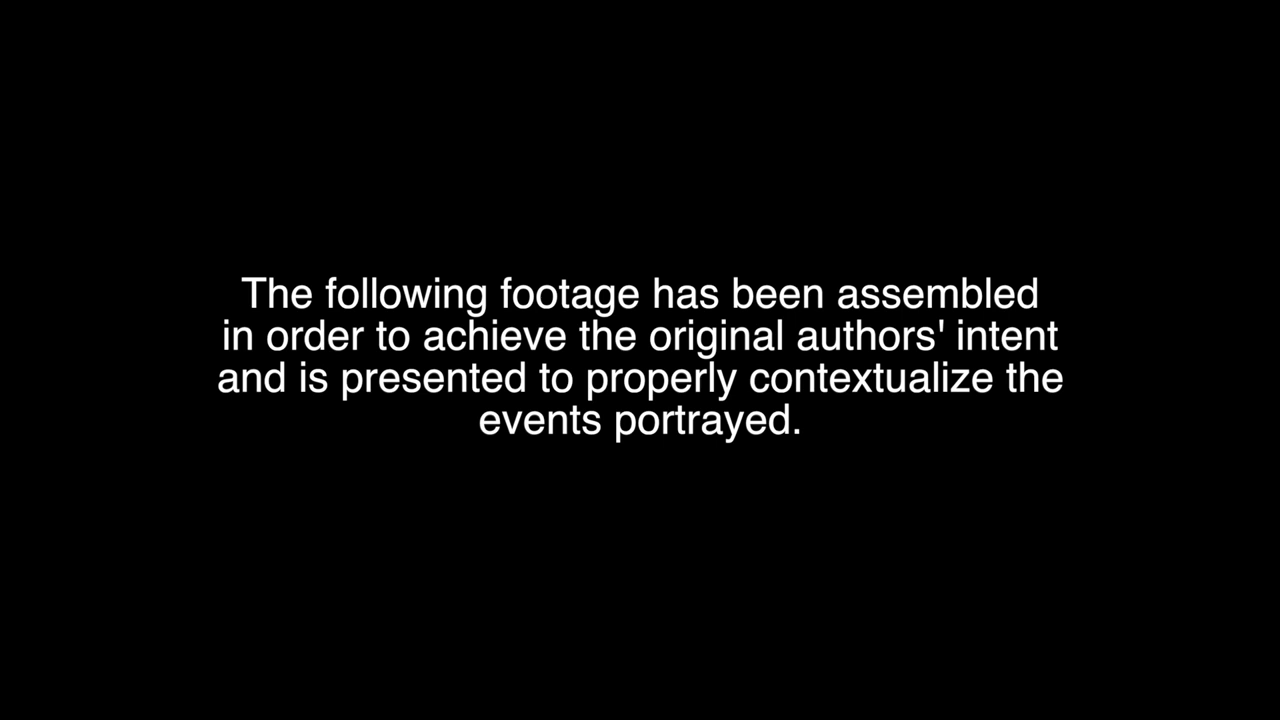 The following footage has been assembled
in order to achieve the original authors' intent
and is presented to properly contextualize the
events portrayed.